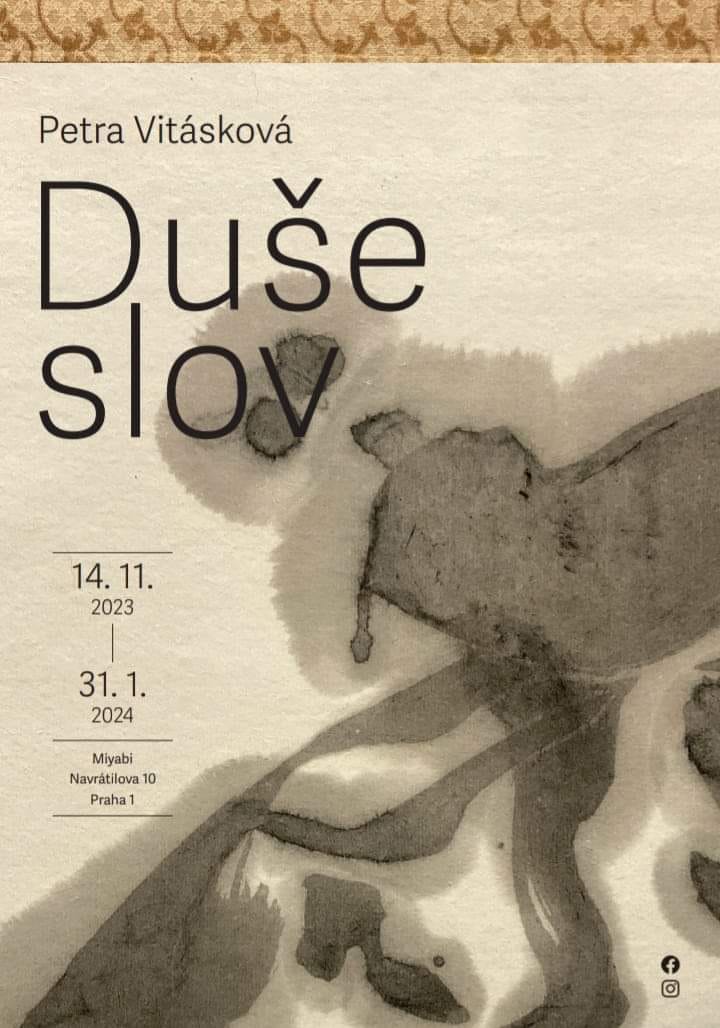 Petra Vitásková
Duše
slov
14. 11.
2023
31. 1.
2024
Miyabi
Navrátilova 10
Praha 1